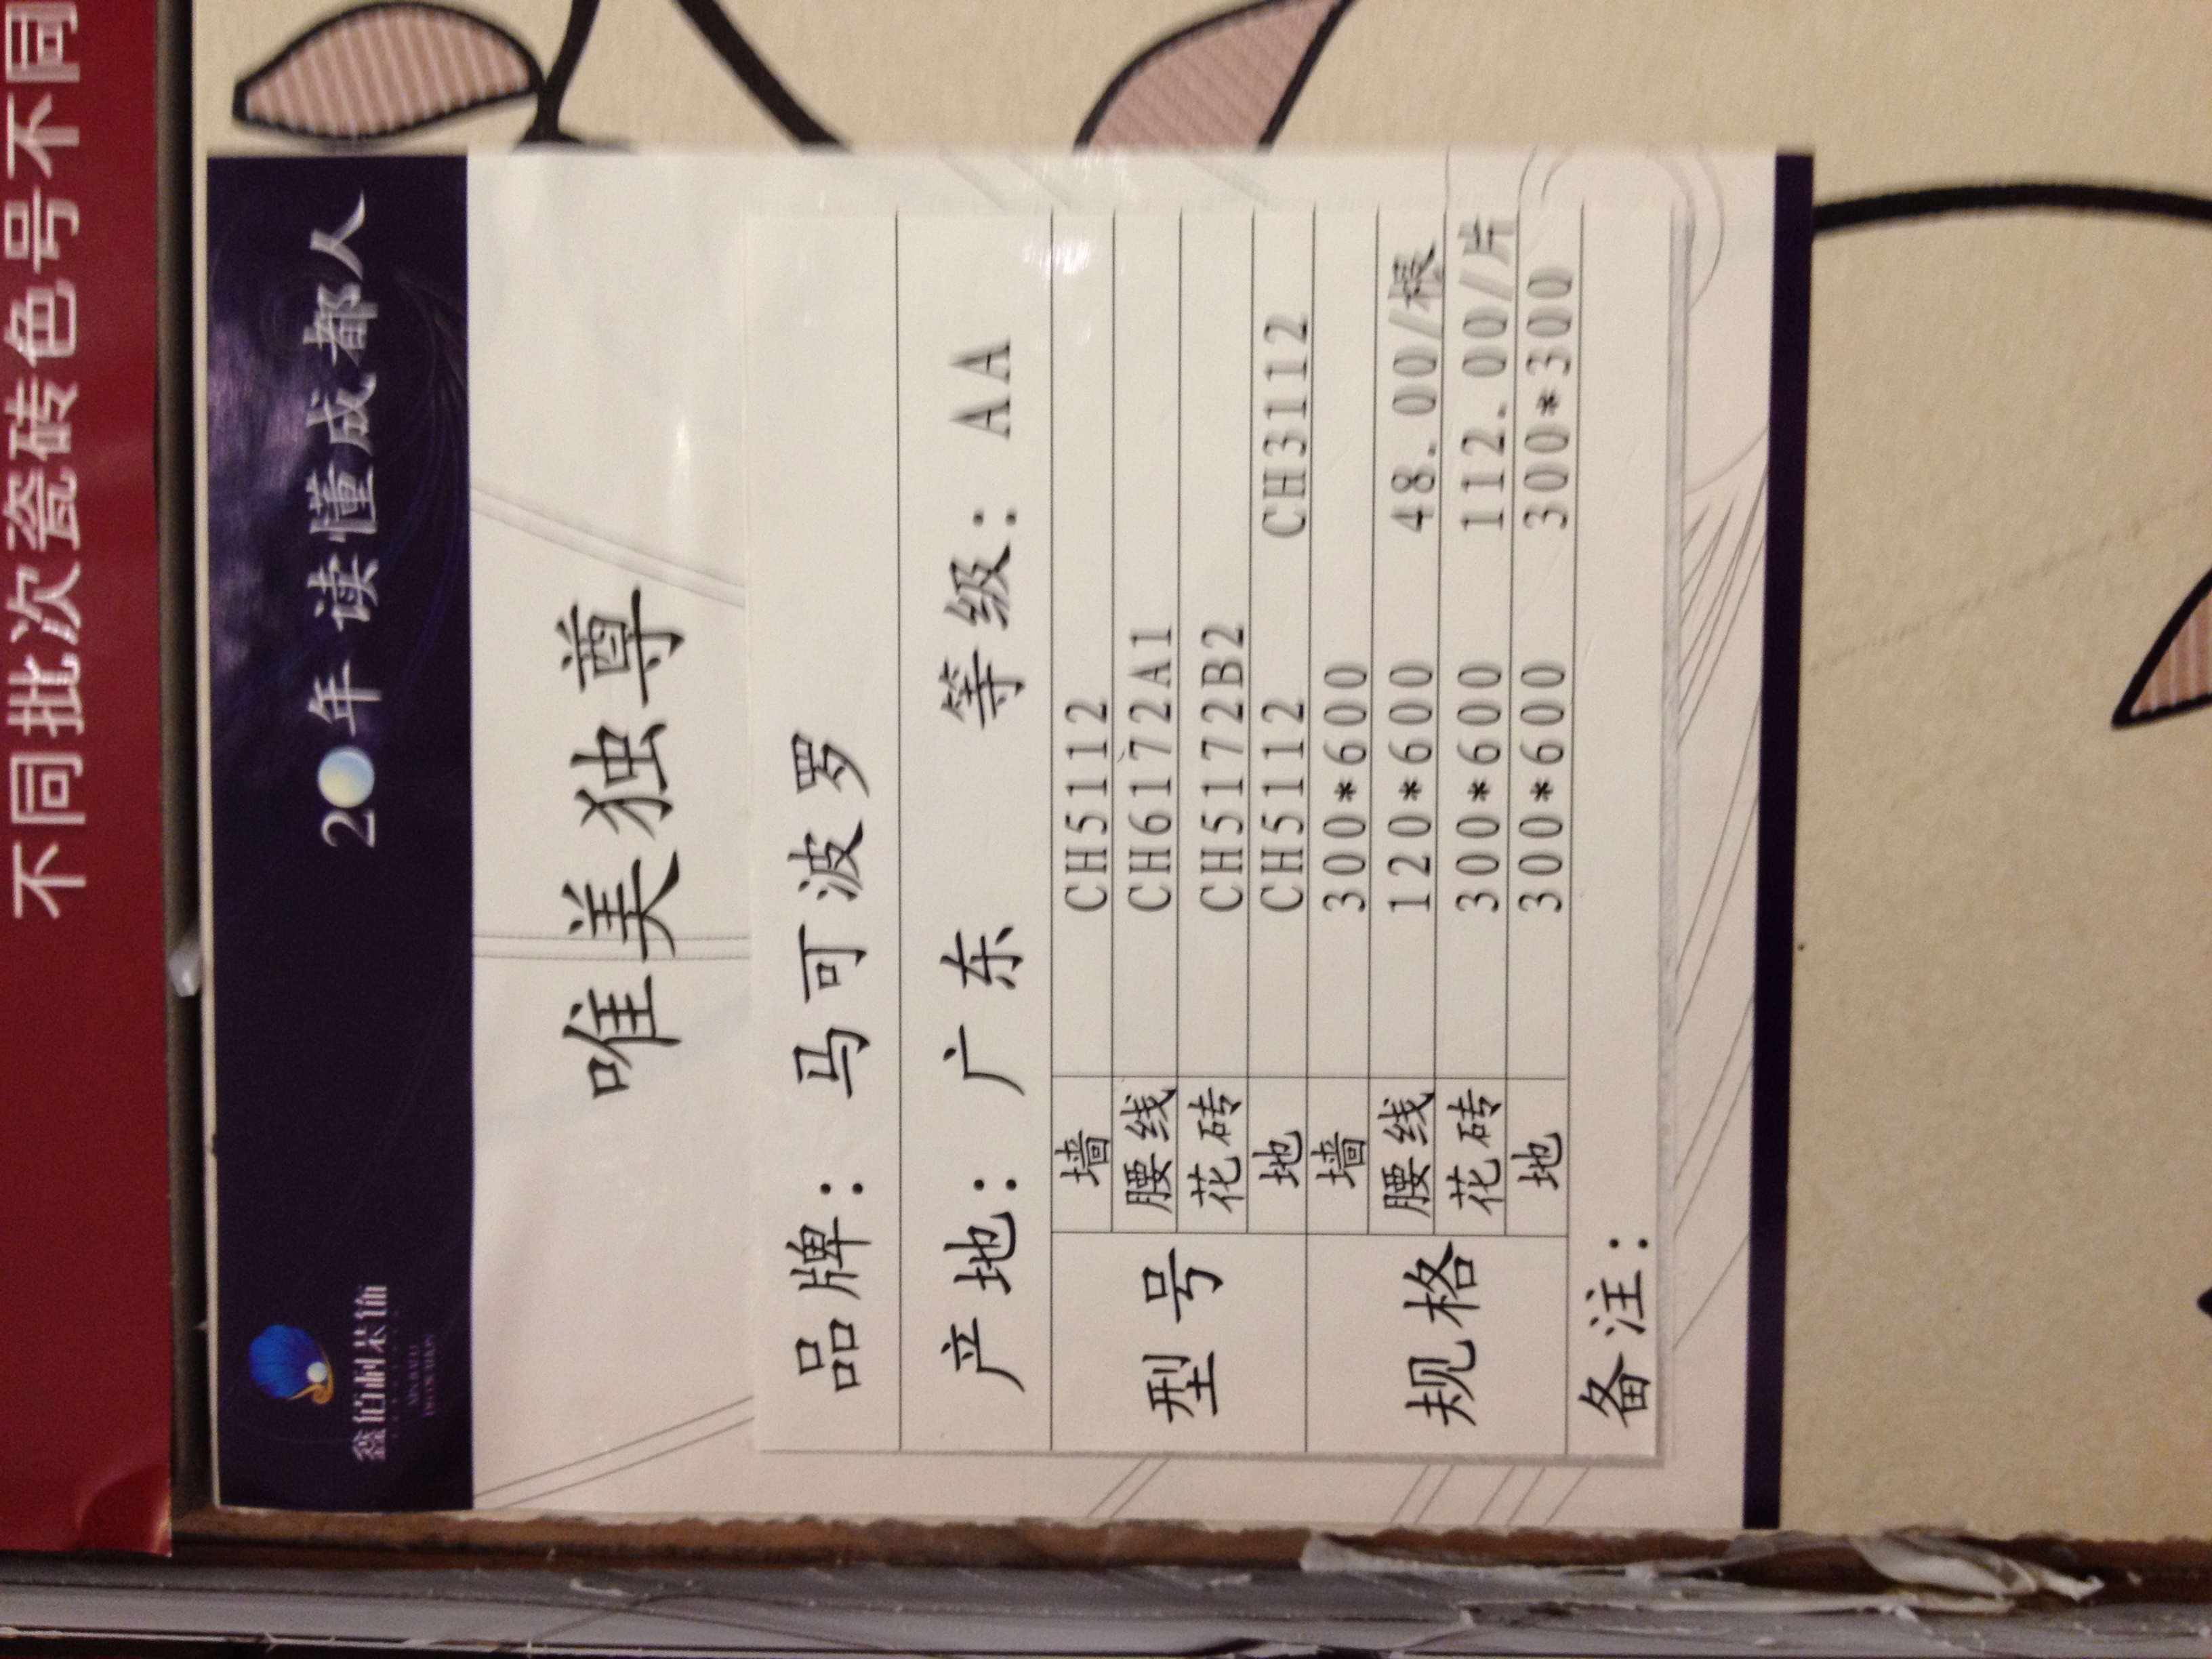 不同批次瓷砖色号不同
鑫佰利装饰
20年 读懂成都人
DECORATION
唯美独尊
品牌： 马可波罗
产地： 广东 等级： AA
型号
墙 CH5112
腰线 CH6172A1
花砖 CH5172B2
地 CH5112 CH3112
规格
墙 300*600
腰线 120*600 48.00/根
花砖 300*600 112.00/片
地 300*600 300*300
备注：